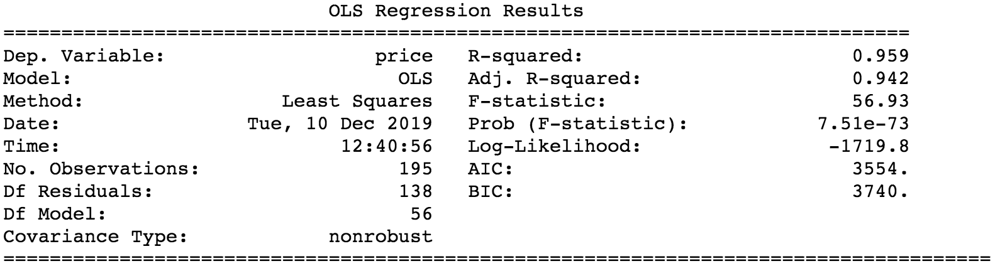 OLS Regression Results
==============================================================================
Dep. Variable:                  price   R-squared:                       0.959
Model:                            OLS   Adj. R-squared:                  0.942
Method:                 Least Squares   F-statistic:                     56.93
Date:                Tue, 10 Dec 2019   Prob (F-statistic):           7.51e-73
Time:                        12:40:56   Log-Likelihood:                -1719.8
No. Observations:                 195   AIC:                             3554.
Df Residuals:                     138   BIC:                             3740.
Df Model:                          56
Covariance Type:            nonrobust
=====================================================================================